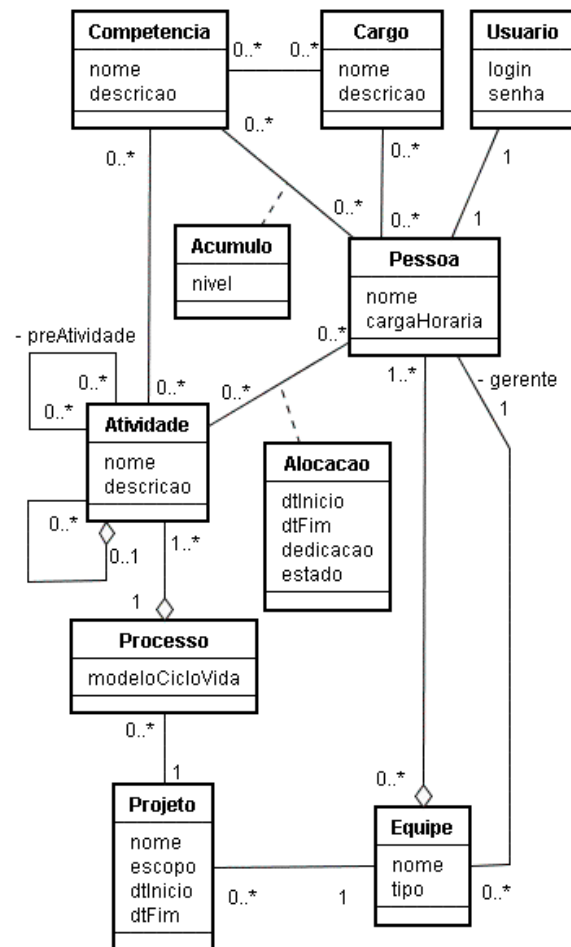 Competencia
nome
descricao
0..*
0..*
Cargo
nome
descricao
Usuario
login
senha
0..*
0..*
0..*
1
Acumulo
nivel
0..*
0..*
1
Pessoa
nome
cargaHoraria
- preAtividade
0..*
0..*
0..*
0..*
0..*
1..*
- gerente
1
Atividade
nome
descricao
Alocacao
dtInicio
dtFim
dedicacao
estado
0..*
0..1
1..*
1
Processo
modeloCicloVida
0..*
1
0..*
Projeto
nome
escopo
dtInicio
dtFim
0..*
1
Equipe
nome
tipo
0..*